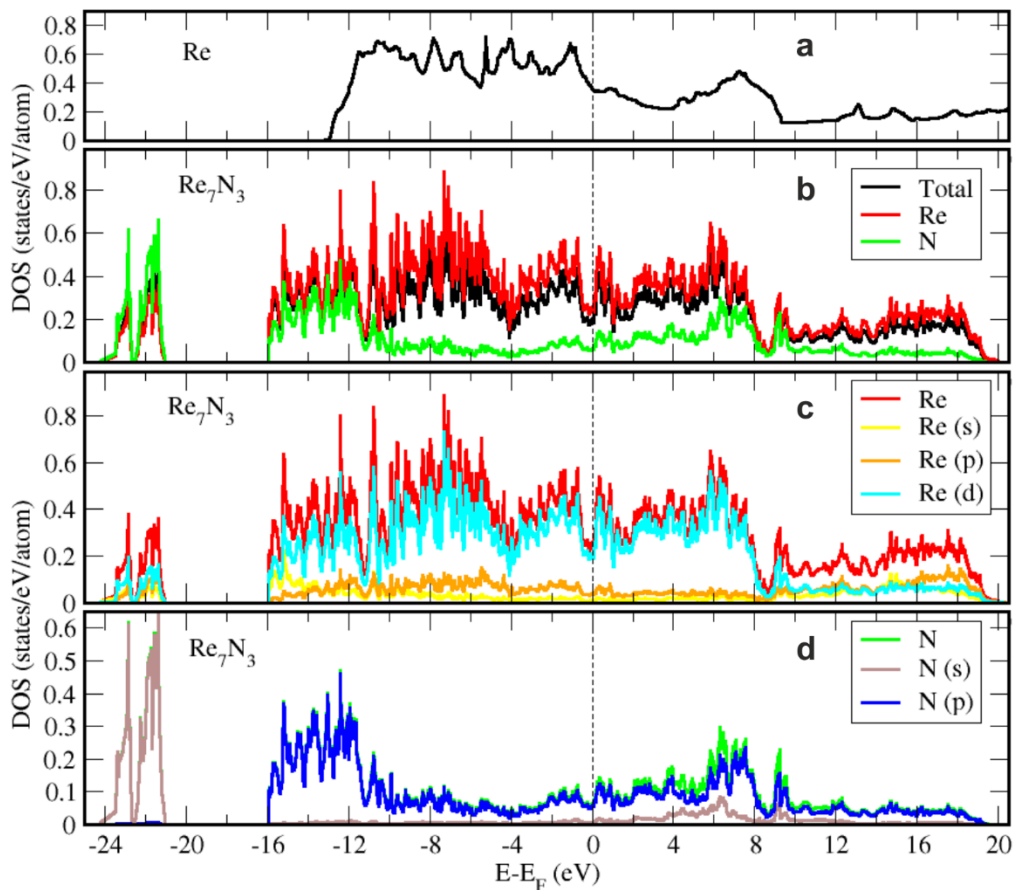 0.8
0.6
0.4
0.2
0
Re
a
DOS (states/eV/atom)
0.8
0.6
0.4
0.2
0
Re7N3
b
Total
Re
N
0.8
0.6
0.4
0.2
0
Re7N3
c
Re
Re (s)
Re (p)
Re (d)
DOS (states/eV/atom)
0.6
0.5
0.4
0.3
0.2
0.1
0
Re7N3
d
N
N (s)
N (p)
DOS (states/eV/atom)
-24 -20 -16 -12 -8 -4 0 4 8 12 16 20
E-EF (eV)